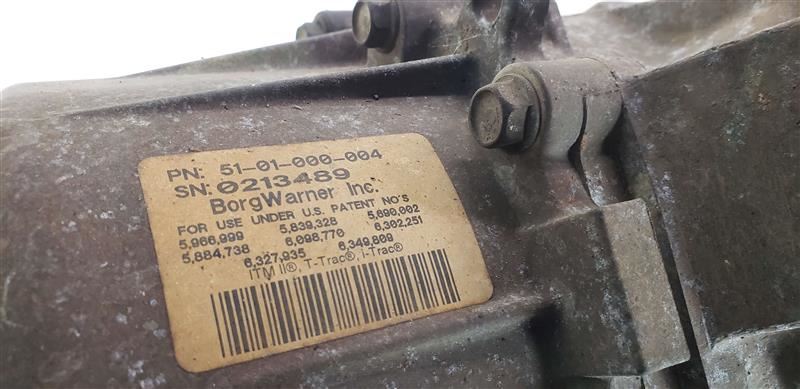 PN: 51-01-000-004
SN: 0213489
BorgWarner Inc.
FOR USE UNDER U.S. PATENT NO'S
5,966,999 5,839,328 5,690,002
5,884,738 6,098,770 6,302,251
6,327,935 6,349,809
ITM II®, T-Trac®, I-Trac®